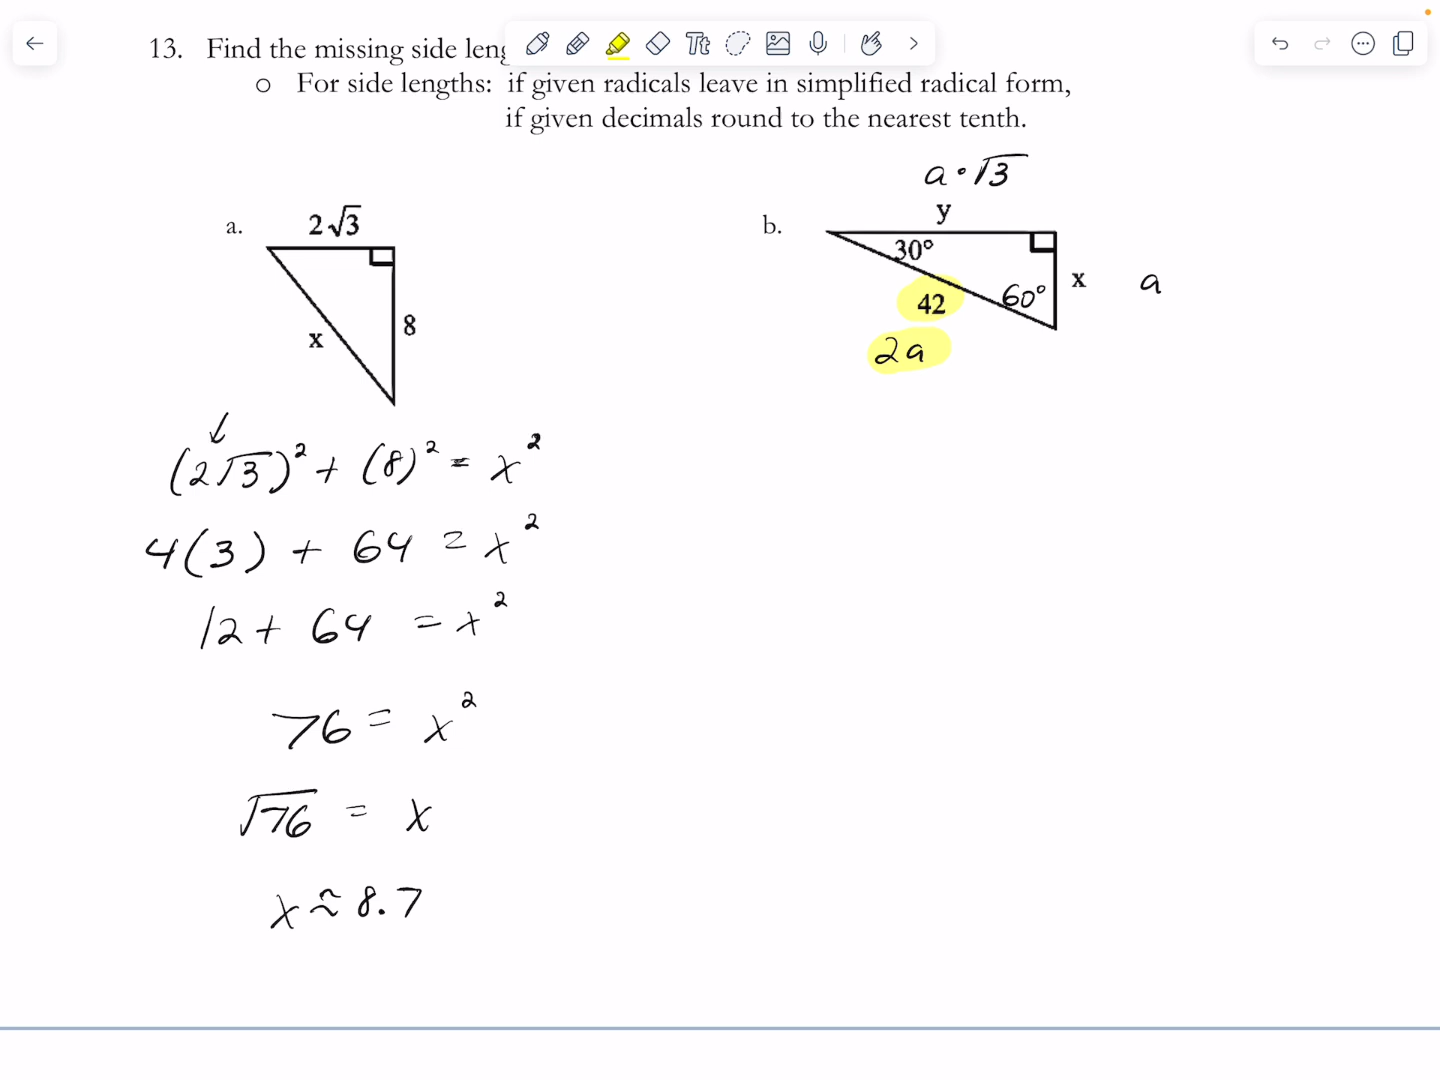 13. Find the missing side leng
Tt
○ For side lengths: if given radicals leave in simplified radical form,
if given decimals round to the nearest tenth.
a • √3
a. 2√3
x
8
b. y
30°
42
60°
x
a
2a
(2√3)² + (8)² = x²
4(3) + 64 = x²
12 + 64 = x²
76 = x²
√76 = x
x ≈ 8.7